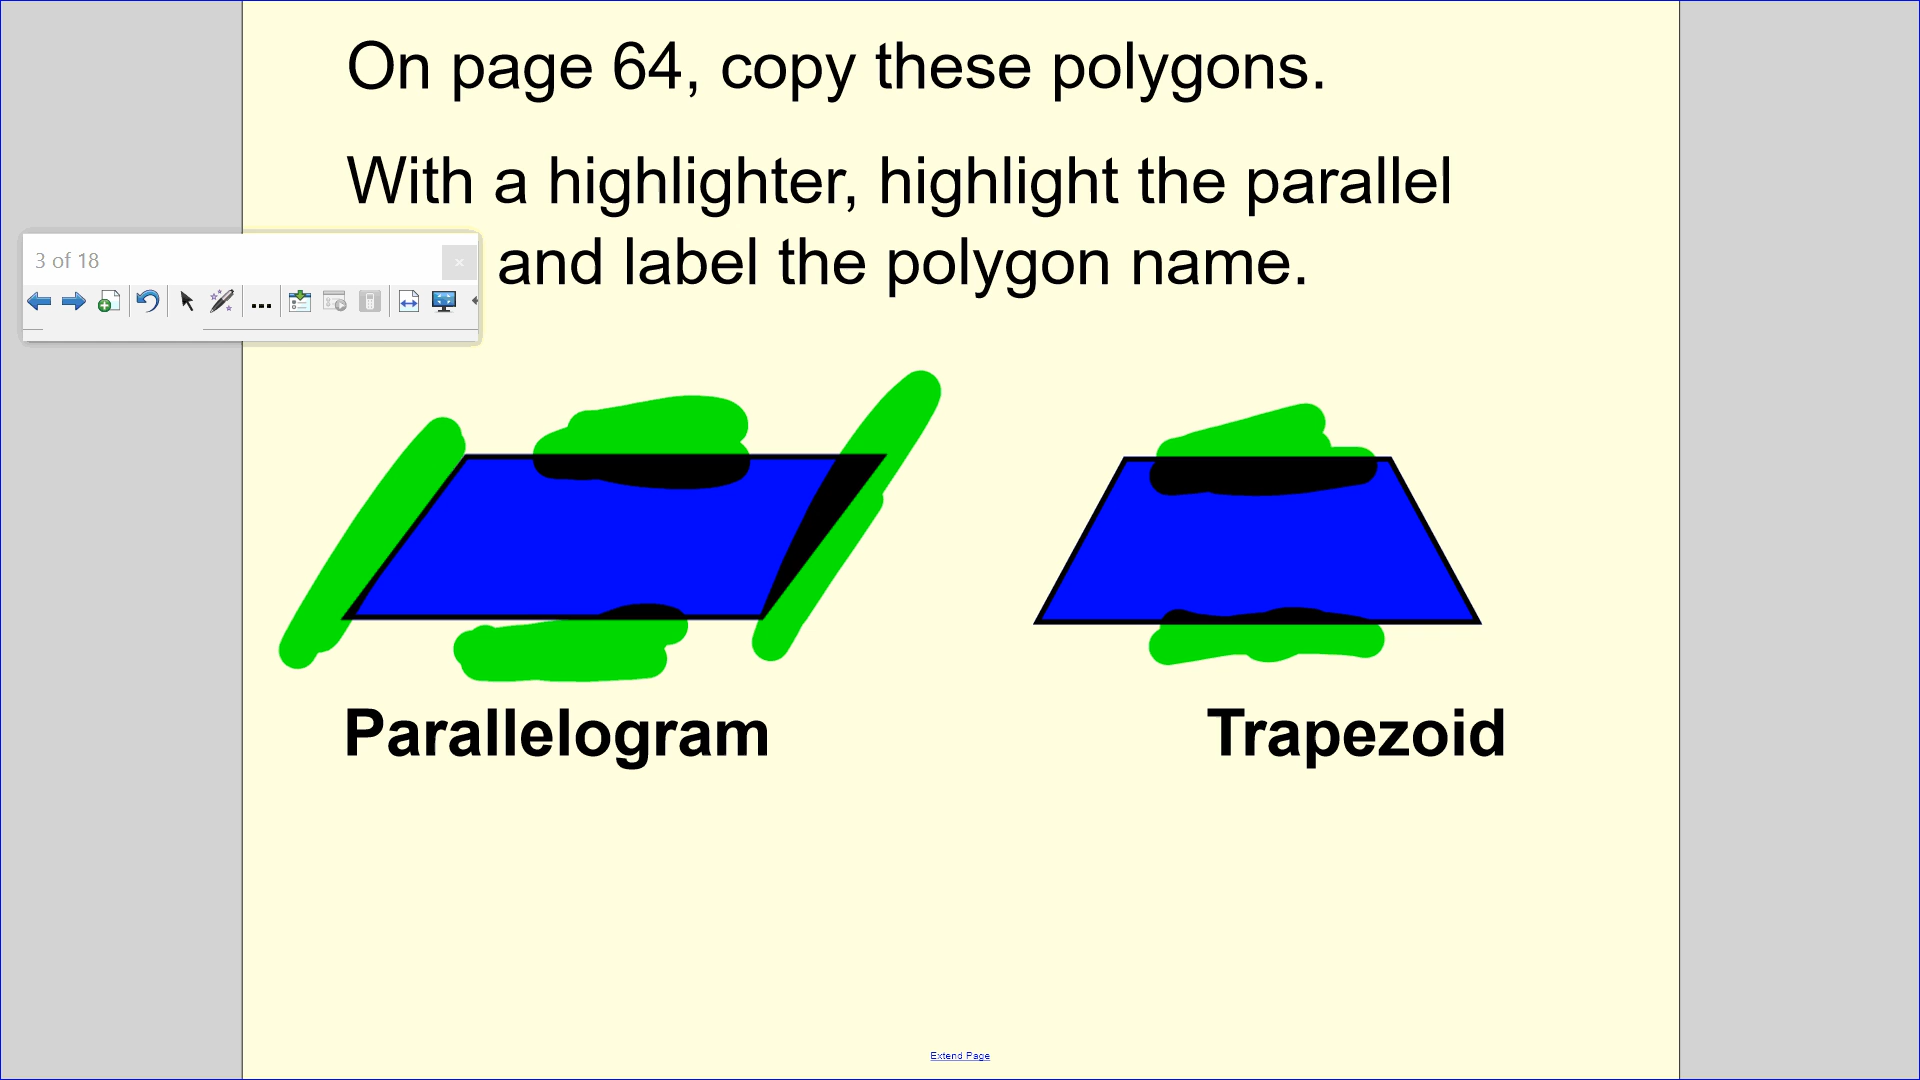 On page 64, copy these polygons.
With a highlighter, highlight the parallel
and label the polygon name.
3 of 18
Parallelogram
Trapezoid
Extend Page